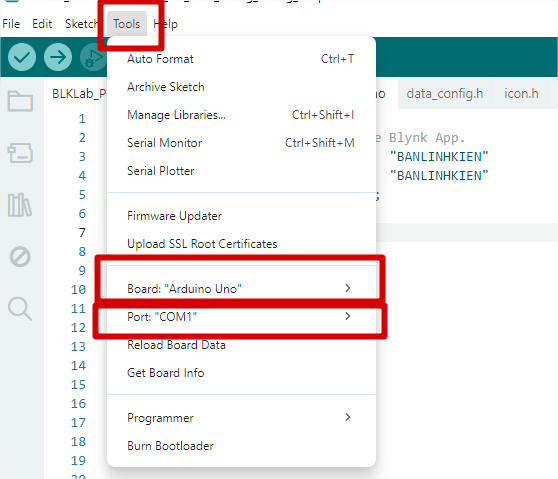 File Edit Sketch Tools Help
Auto Format Ctrl+T
Archive Sketch
Manage Libraries... Ctrl+Shift+I
Serial Monitor Ctrl+Shift+M
Serial Plotter
Firmware Updater
Upload SSL Root Certificates
Board: "Arduino Uno"
Port: "COM1"
Reload Board Data
Get Board Info
Programmer
Burn Bootloader
BLKLab_P no data_config.h icon.h
1
2 e Blynk App.
3 "BANLINHKIEN"
4 "BANLINHKIEN"
5 ;
6
7
8
9
10
11
12
13
14
15
16
17
18
19